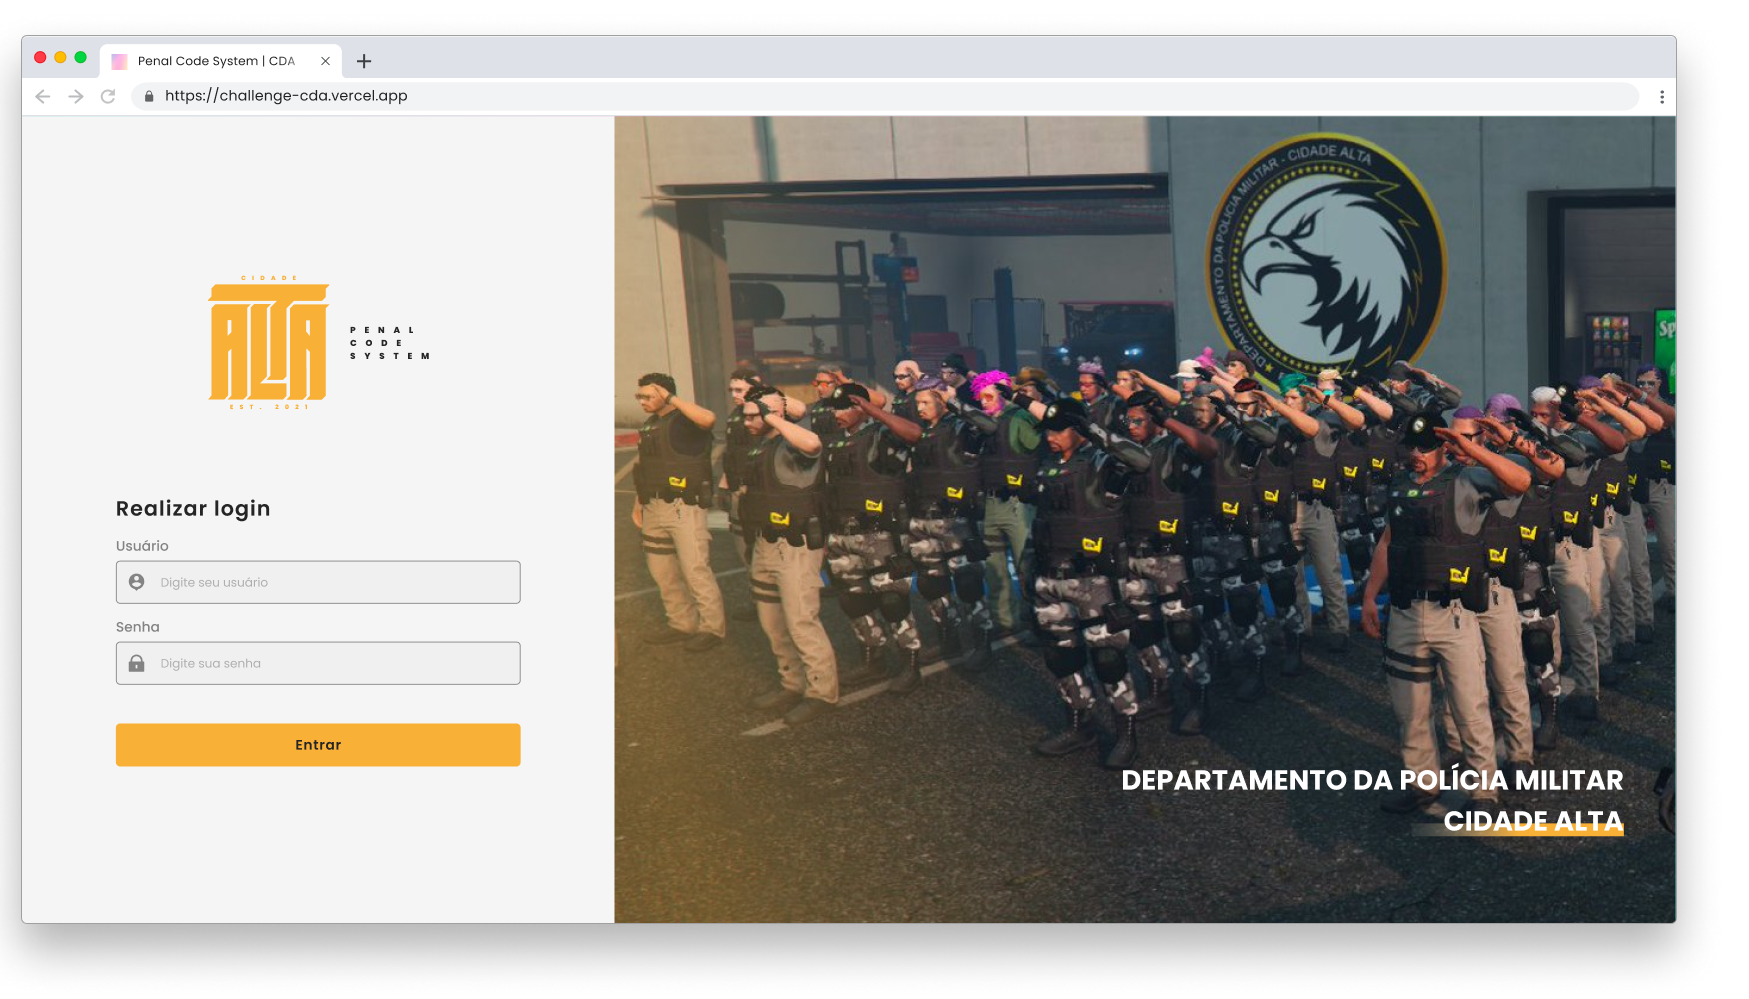 Penal Code System | CDA
https://challenge-cda.vercel.app
CIDADE
ALTA
EST. 2021
PENAL
CODE
SYSTEM
Realizar login
Usuário
Digite seu usuário
Senha
Digite sua senha
Entrar
DEPARTAMENTO DA POLICIA MILITAR - CIDADE ALTA
Sp
DEPARTAMENTO DA POLÍCIA MILITAR
CIDADE ALTA